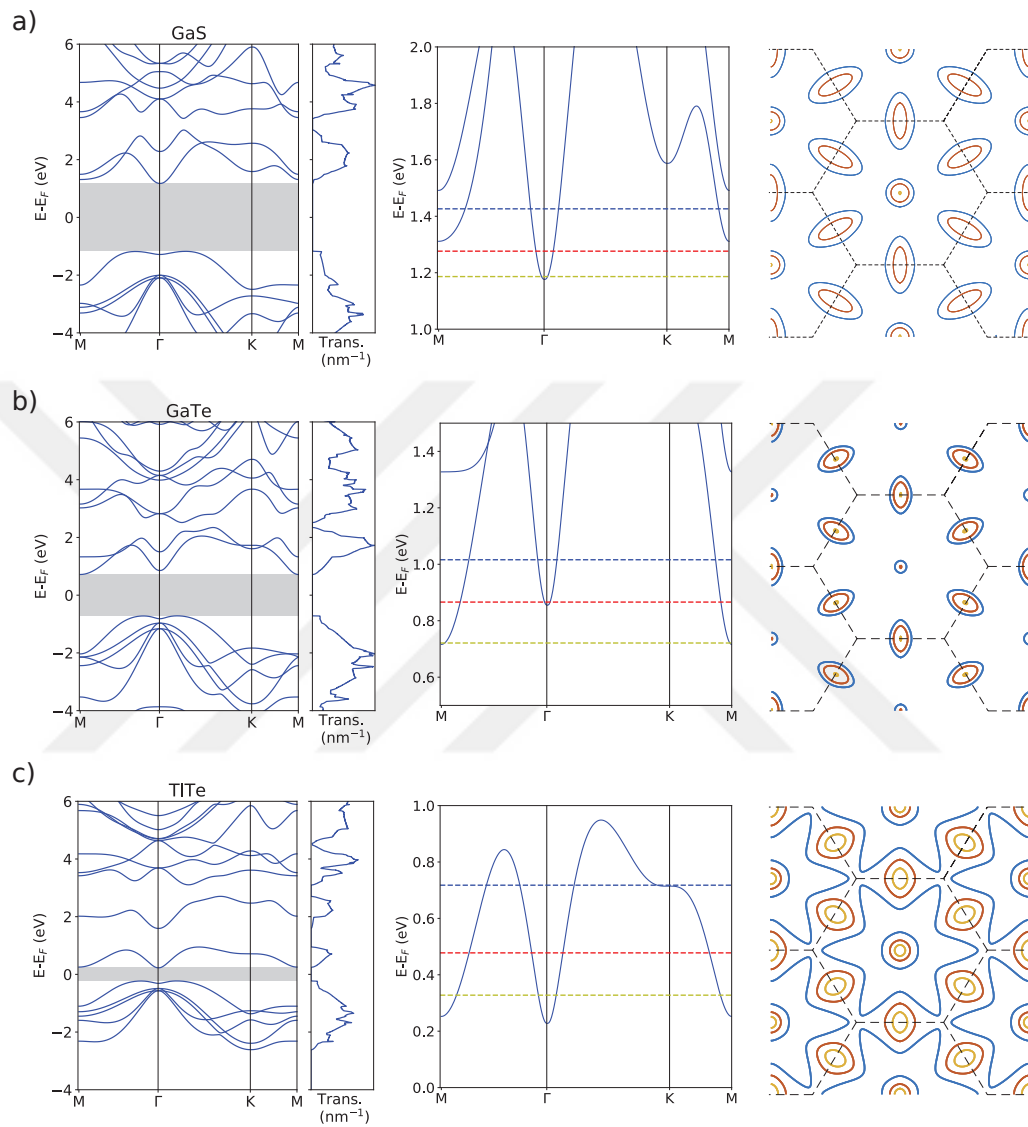 a)
GaS
6
4
2
0
−2
−4
E-E_F (eV)
M Γ K M
Trans.
(nm⁻¹)
2.0
1.8
1.6
1.4
1.2
1.0
E-E_F (eV)
M Γ K M
b)
GaTe
6
4
2
0
−2
−4
E-E_F (eV)
M Γ K M
Trans.
(nm⁻¹)
1.4
1.2
1.0
0.8
0.6
E-E_F (eV)
M Γ K M
c)
TlTe
6
4
2
0
−2
−4
E-E_F (eV)
M Γ K M
Trans.
(nm⁻¹)
1.0
0.8
0.6
0.4
0.2
0.0
E-E_F (eV)
M Γ K M